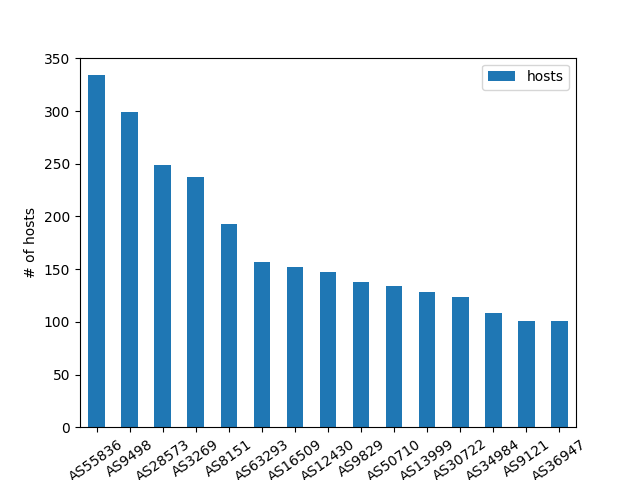 350
300
250
200
150
100
50
0
# of hosts
hosts
AS55836
AS9498
AS28573
AS3269
AS8151
AS63293
AS16509
AS12430
AS9829
AS50710
AS13999
AS30722
AS34984
AS9121
AS36947